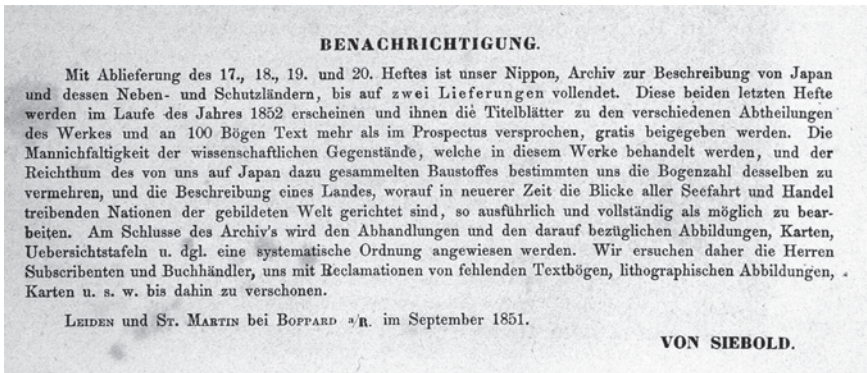 BENACHRICHTIGUNG.
Mit Ablieferung des 17., 18., 19. und 20. Heftes ist unser Nippon, Archiv zur Beschreibung von Japan
und dessen Neben- und Schutzländern, bis auf zwei Lieferungen vollendet. Diese beiden letzten Hefte
werden im Laufe des Jahres 1852 erscheinen und ihnen die Titelblätter zu den verschiedenen Abtheilungen
des Werkes und an 100 Bögen Text mehr als im Prospectus versprochen, gratis beigegeben werden. Die
Mannichfaltigkeit der wissenschaftlichen Gegenstände, welche in diesem Werke behandelt werden, und der
Reichthum des von uns auf Japan dazu gesammelten Baustoffes bestimmten uns die Bogenzahl desselben zu
vermehren, und die Beschreibung eines Landes, worauf in neuerer Zeit die Blicke aller Seefahrt und Handel
treibenden Nationen der gebildeten Welt gerichtet sind, so ausführlich und vollständig als möglich zu bear-
beiten. Am Schlusse des Archiv's wird den Abhandlungen und den darauf bezüglichen Abbildungen, Karten,
Uebersichtstafeln u. dgl. eine systematische Ordnung angewiesen werden. Wir ersuchen daher die Herren
Subscribenten und Buchhändler, uns mit Reclamationen von fehlenden Textbögen, lithographischen Abbildungen,
Karten u. s. w. bis dahin zu verschonen.
LEIDEN und ST. MARTIN bei BOPPARD a/R. im September 1851.
VON SIEBOLD.